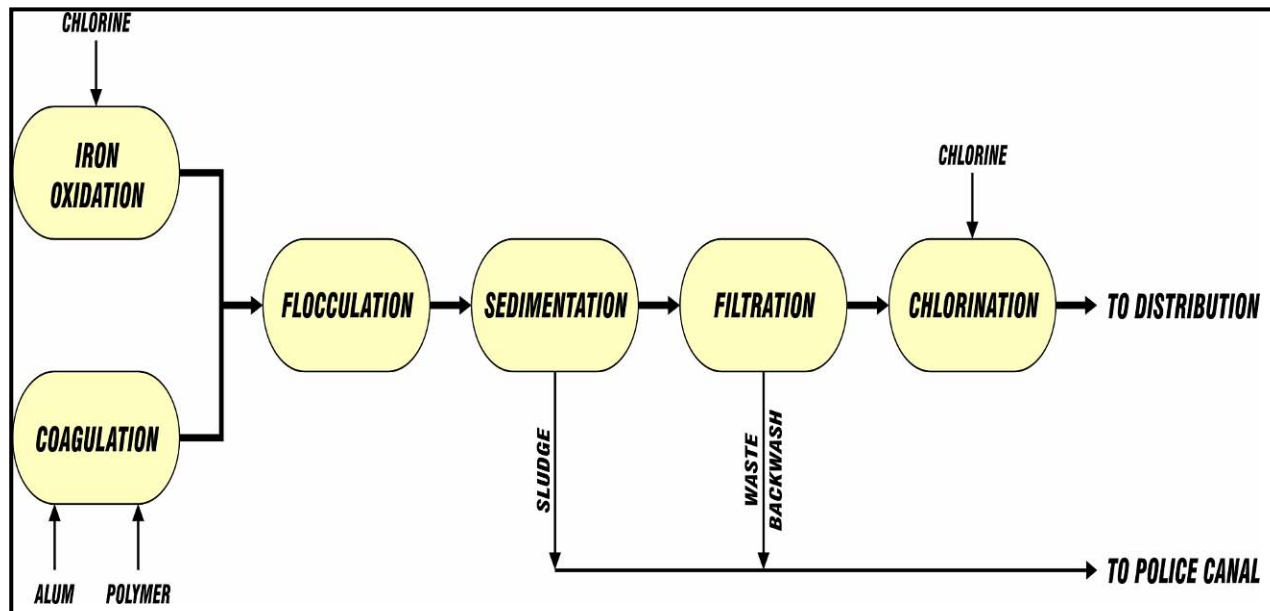 CHLORINE
IRON
OXIDATION
CHLORINE
FLOCCULATION
SEDIMENTATION
FILTRATION
CHLORINATION
TO DISTRIBUTION
COAGULATION
SLUDGE
WASTE
BACKWASH
ALUM
POLYMER
TO POLICE CANAL